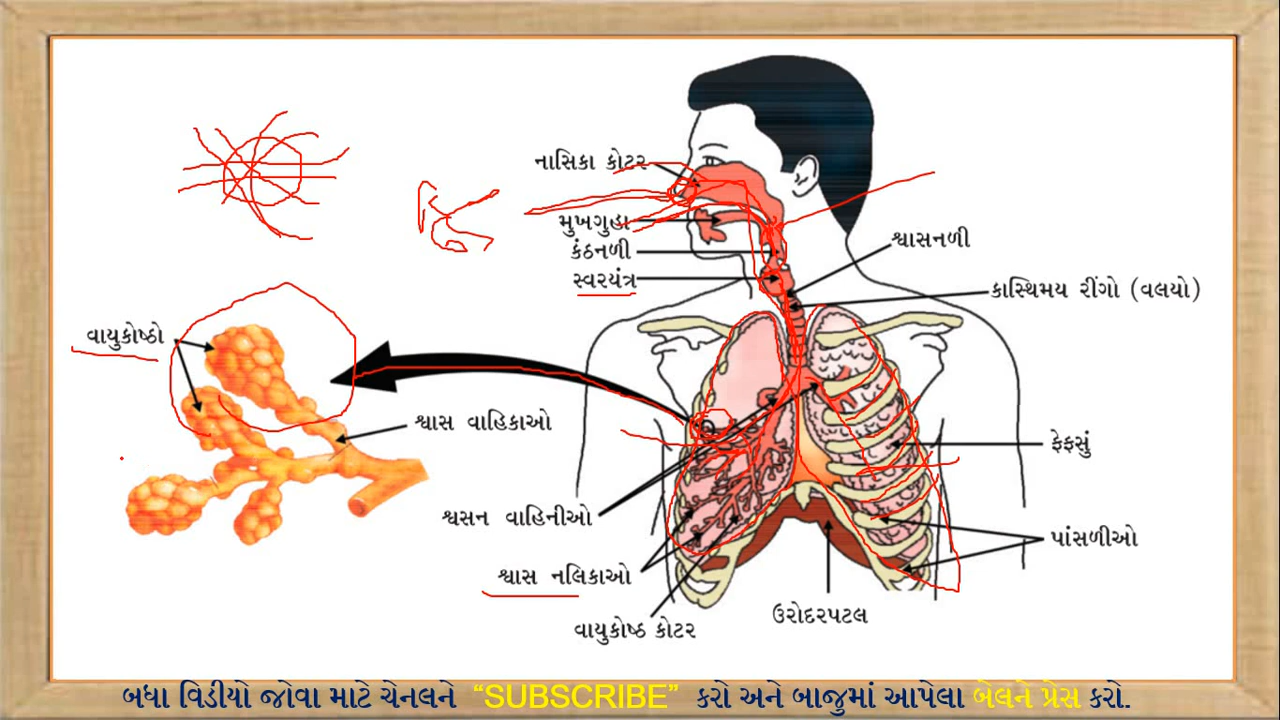 નાસિકા કોટર
મુખગુહા
કંઠનળી
સ્વરયંત્ર
શ્વાસનળી
કાસ્થિમય રીંગો (વલયો)
વાયુકોષ્ઠો
શ્વાસ વાહિકાઓ
ફેફસું
શ્વસન વાહિનીઓ
પાંસળીઓ
શ્વાસ નલિકાઓ
ઉરોદરપટલ
વાયુકોષ્ઠ કોટર
બધા વિડીયો જોવા માટે ચેનલને “SUBSCRIBE” કરો અને બાજુમાં આપેલા બેલને પ્રેસ કરો.